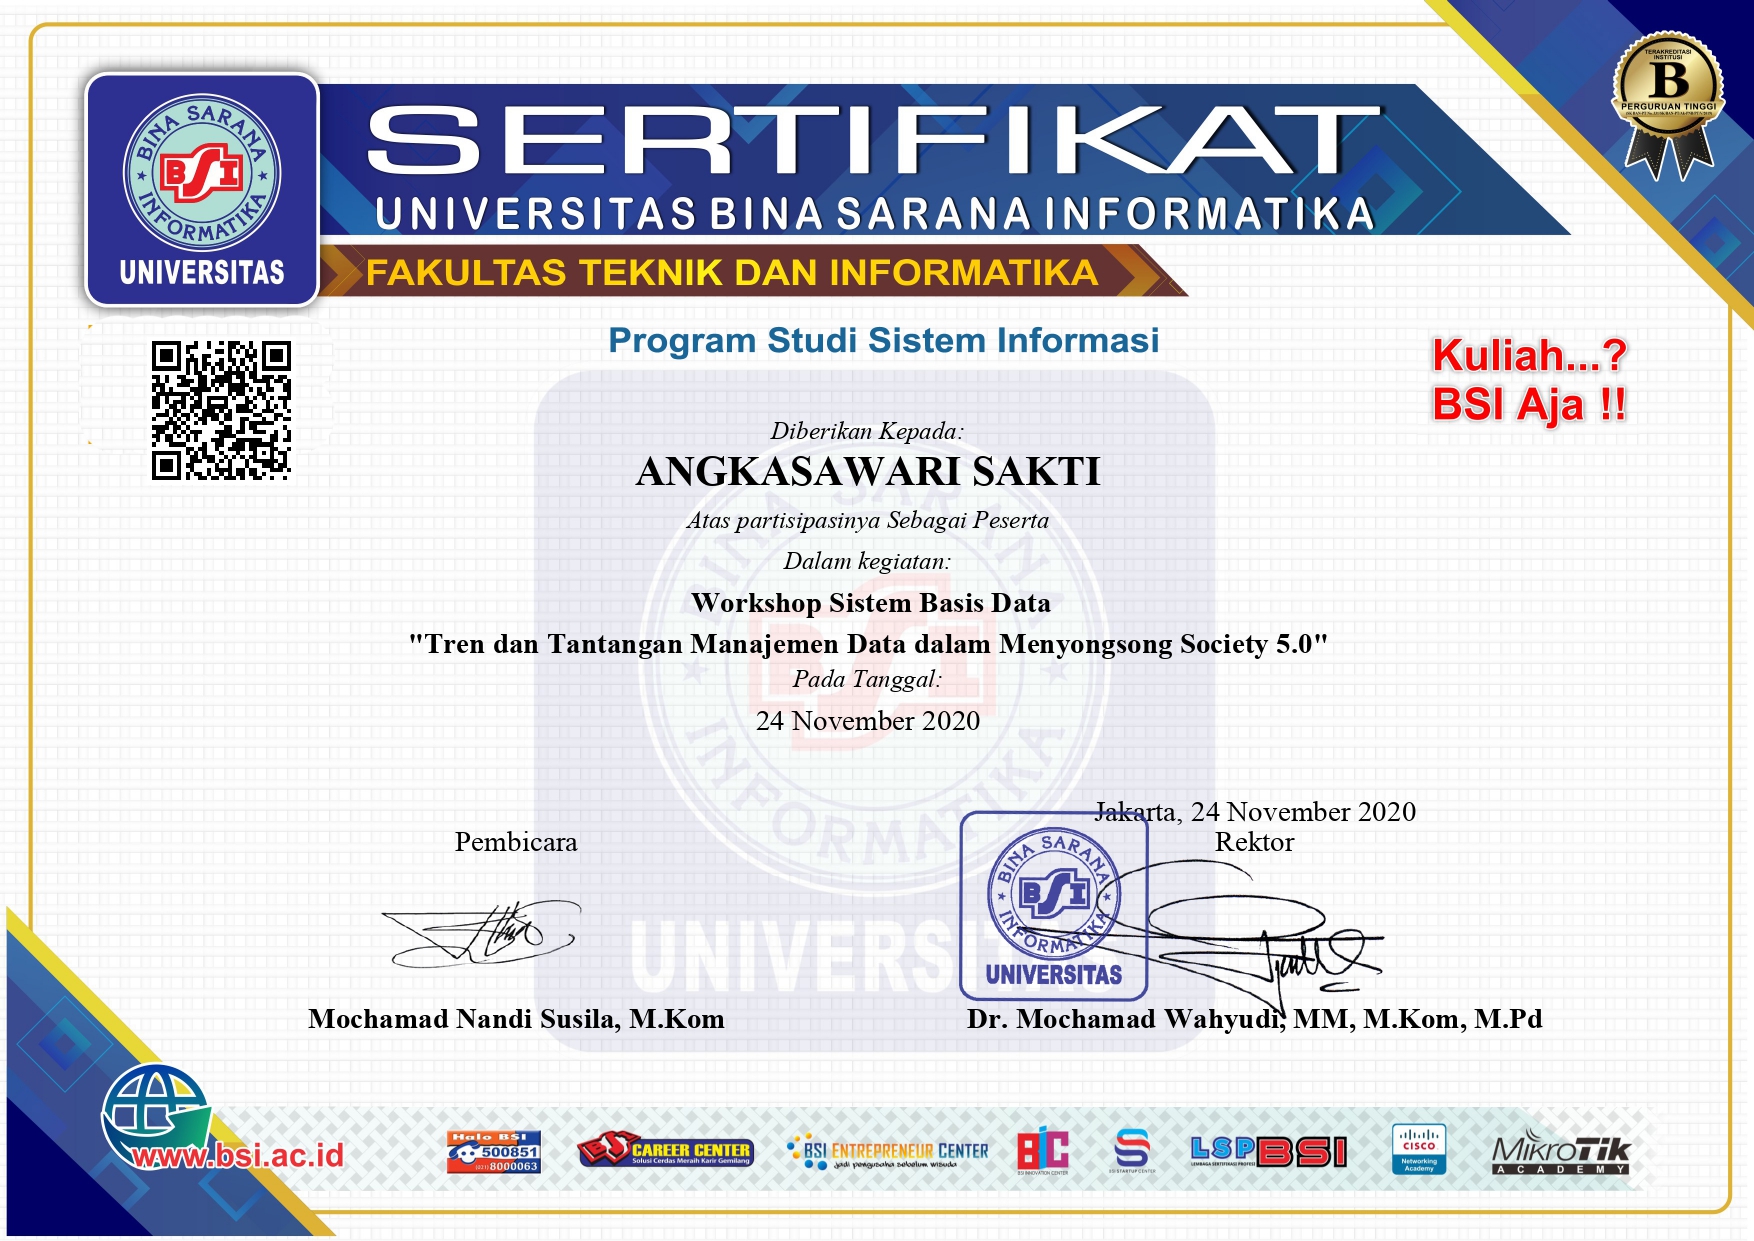 SERTIFIKAT
UNIVERSITAS BINA SARANA INFORMATIKA
FAKULTAS TEKNIK DAN INFORMATIKA
BINA SARANA
BSI
INFORMATIKA
UNIVERSITAS
TERAKREDITASI
INSTITUSI
B
PERGURUAN TINGGI
Program Studi Sistem Informasi
Kuliah...?
BSI Aja !!
Diberikan Kepada:
ANGKASAWARI SAKTI
Atas partisipasinya Sebagai Peserta
Dalam kegiatan:
Workshop Sistem Basis Data
"Tren dan Tantangan Manajemen Data dalam Menyongsong Society 5.0"
Pada Tanggal:
24 November 2020
Jakarta, 24 November 2020
Pembicara
Rektor
BINA SARANA
BSI
INFORMATIKA
UNIVERSITAS
Mochamad Nandi Susila, M.Kom
Dr. Mochamad Wahyudi, MM, M.Kom, M.Pd
BINA SARANA
BSI
INFORMATIKA
UNIVERSITAS
www.bsi.ac.id
Halo BSI
500851
(021) 8000063
BSI CAREER CENTER
Solusi Cerdas Meraih Karir Gemilang
BSI ENTREPRENEUR CENTER
jadi pengusaha sebelum wisuda
BIC
BSI INNOVATION CENTER
S
BSI STARTUP CENTER
LSP BSI
LEMBAGA SERTIFIKASI PROFESI
CISCO
Networking
Academy
MikroTik
ACADEMY